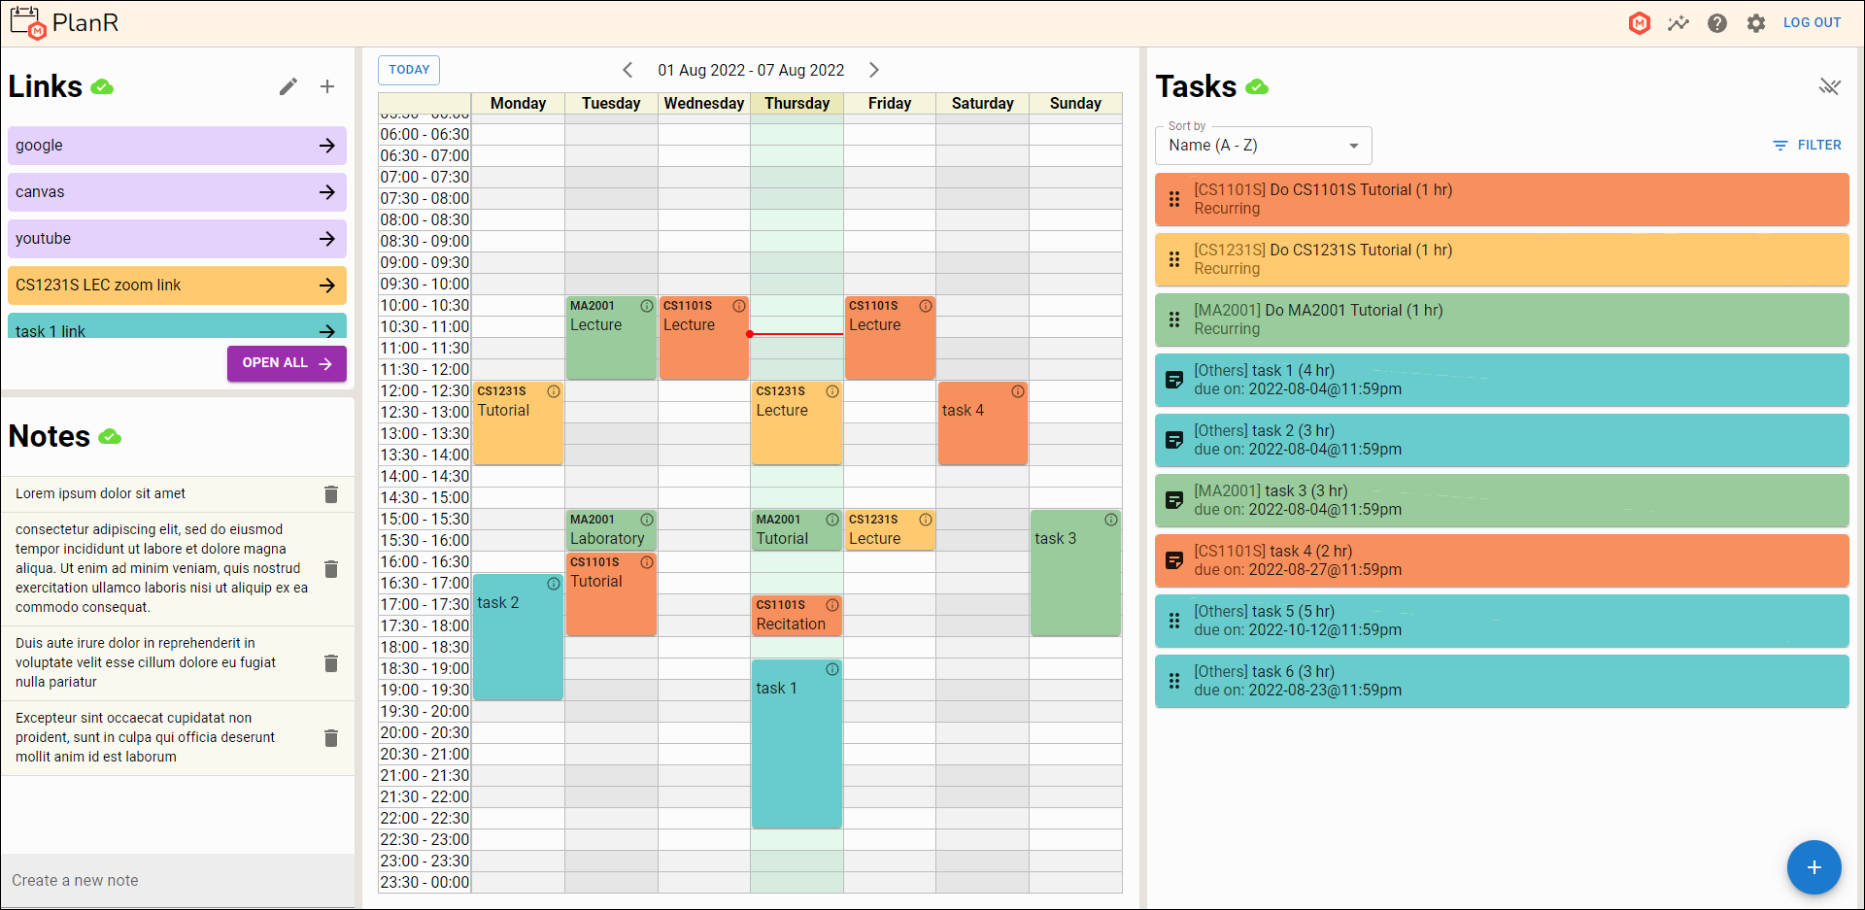 PlanR
LOG OUT
Links
google
canvas
youtube
CS1231S LEC zoom link
task 1 link
OPEN ALL
Notes
Lorem ipsum dolor sit amet
consectetur adipiscing elit, sed do eiusmod
tempor incididunt ut labore et dolore magna
aliqua. Ut enim ad minim veniam, quis nostrud
exercitation ullamco laboris nisi ut aliquip ex ea
commodo consequat.
Duis aute irure dolor in reprehenderit in
voluptate velit esse cillum dolore eu fugiat
nulla pariatur
Excepteur sint occaecat cupidatat non
proident, sunt in culpa qui officia deserunt
mollit anim id est laborum
Create a new note
TODAY
01 Aug 2022 - 07 Aug 2022
Monday Tuesday Wednesday Thursday Friday Saturday Sunday
05:30 - 06:00
06:00 - 06:30
06:30 - 07:00
07:00 - 07:30
07:30 - 08:00
08:00 - 08:30
08:30 - 09:00
09:00 - 09:30
09:30 - 10:00
10:00 - 10:30
10:30 - 11:00
11:00 - 11:30
11:30 - 12:00
12:00 - 12:30
12:30 - 13:00
13:00 - 13:30
13:30 - 14:00
14:00 - 14:30
14:30 - 15:00
15:00 - 15:30
15:30 - 16:00
16:00 - 16:30
16:30 - 17:00
17:00 - 17:30
17:30 - 18:00
18:00 - 18:30
18:30 - 19:00
19:00 - 19:30
19:30 - 20:00
20:00 - 20:30
20:30 - 21:00
21:00 - 21:30
21:30 - 22:00
22:00 - 22:30
22:30 - 23:00
23:00 - 23:30
23:30 - 00:00
CS1231S
Tutorial
task 2
MA2001
Lecture
MA2001
Laboratory
CS1101S
Tutorial
CS1101S
Lecture
CS1231S
Lecture
MA2001
Tutorial
CS1101S
Recitation
task 1
CS1101S
Lecture
CS1231S
Lecture
task 4
task 3
Tasks
Sort by
Name (A - Z)
FILTER
[CS1101S] Do CS1101S Tutorial (1 hr)
Recurring
[CS1231S] Do CS1231S Tutorial (1 hr)
Recurring
[MA2001] Do MA2001 Tutorial (1 hr)
Recurring
[Others] task 1 (4 hr)
due on: 2022-08-04@11:59pm
[Others] task 2 (3 hr)
due on: 2022-08-04@11:59pm
[MA2001] task 3 (3 hr)
due on: 2022-08-04@11:59pm
[CS1101S] task 4 (2 hr)
due on: 2022-08-27@11:59pm
[Others] task 5 (5 hr)
due on: 2022-10-12@11:59pm
[Others] task 6 (3 hr)
due on: 2022-08-23@11:59pm